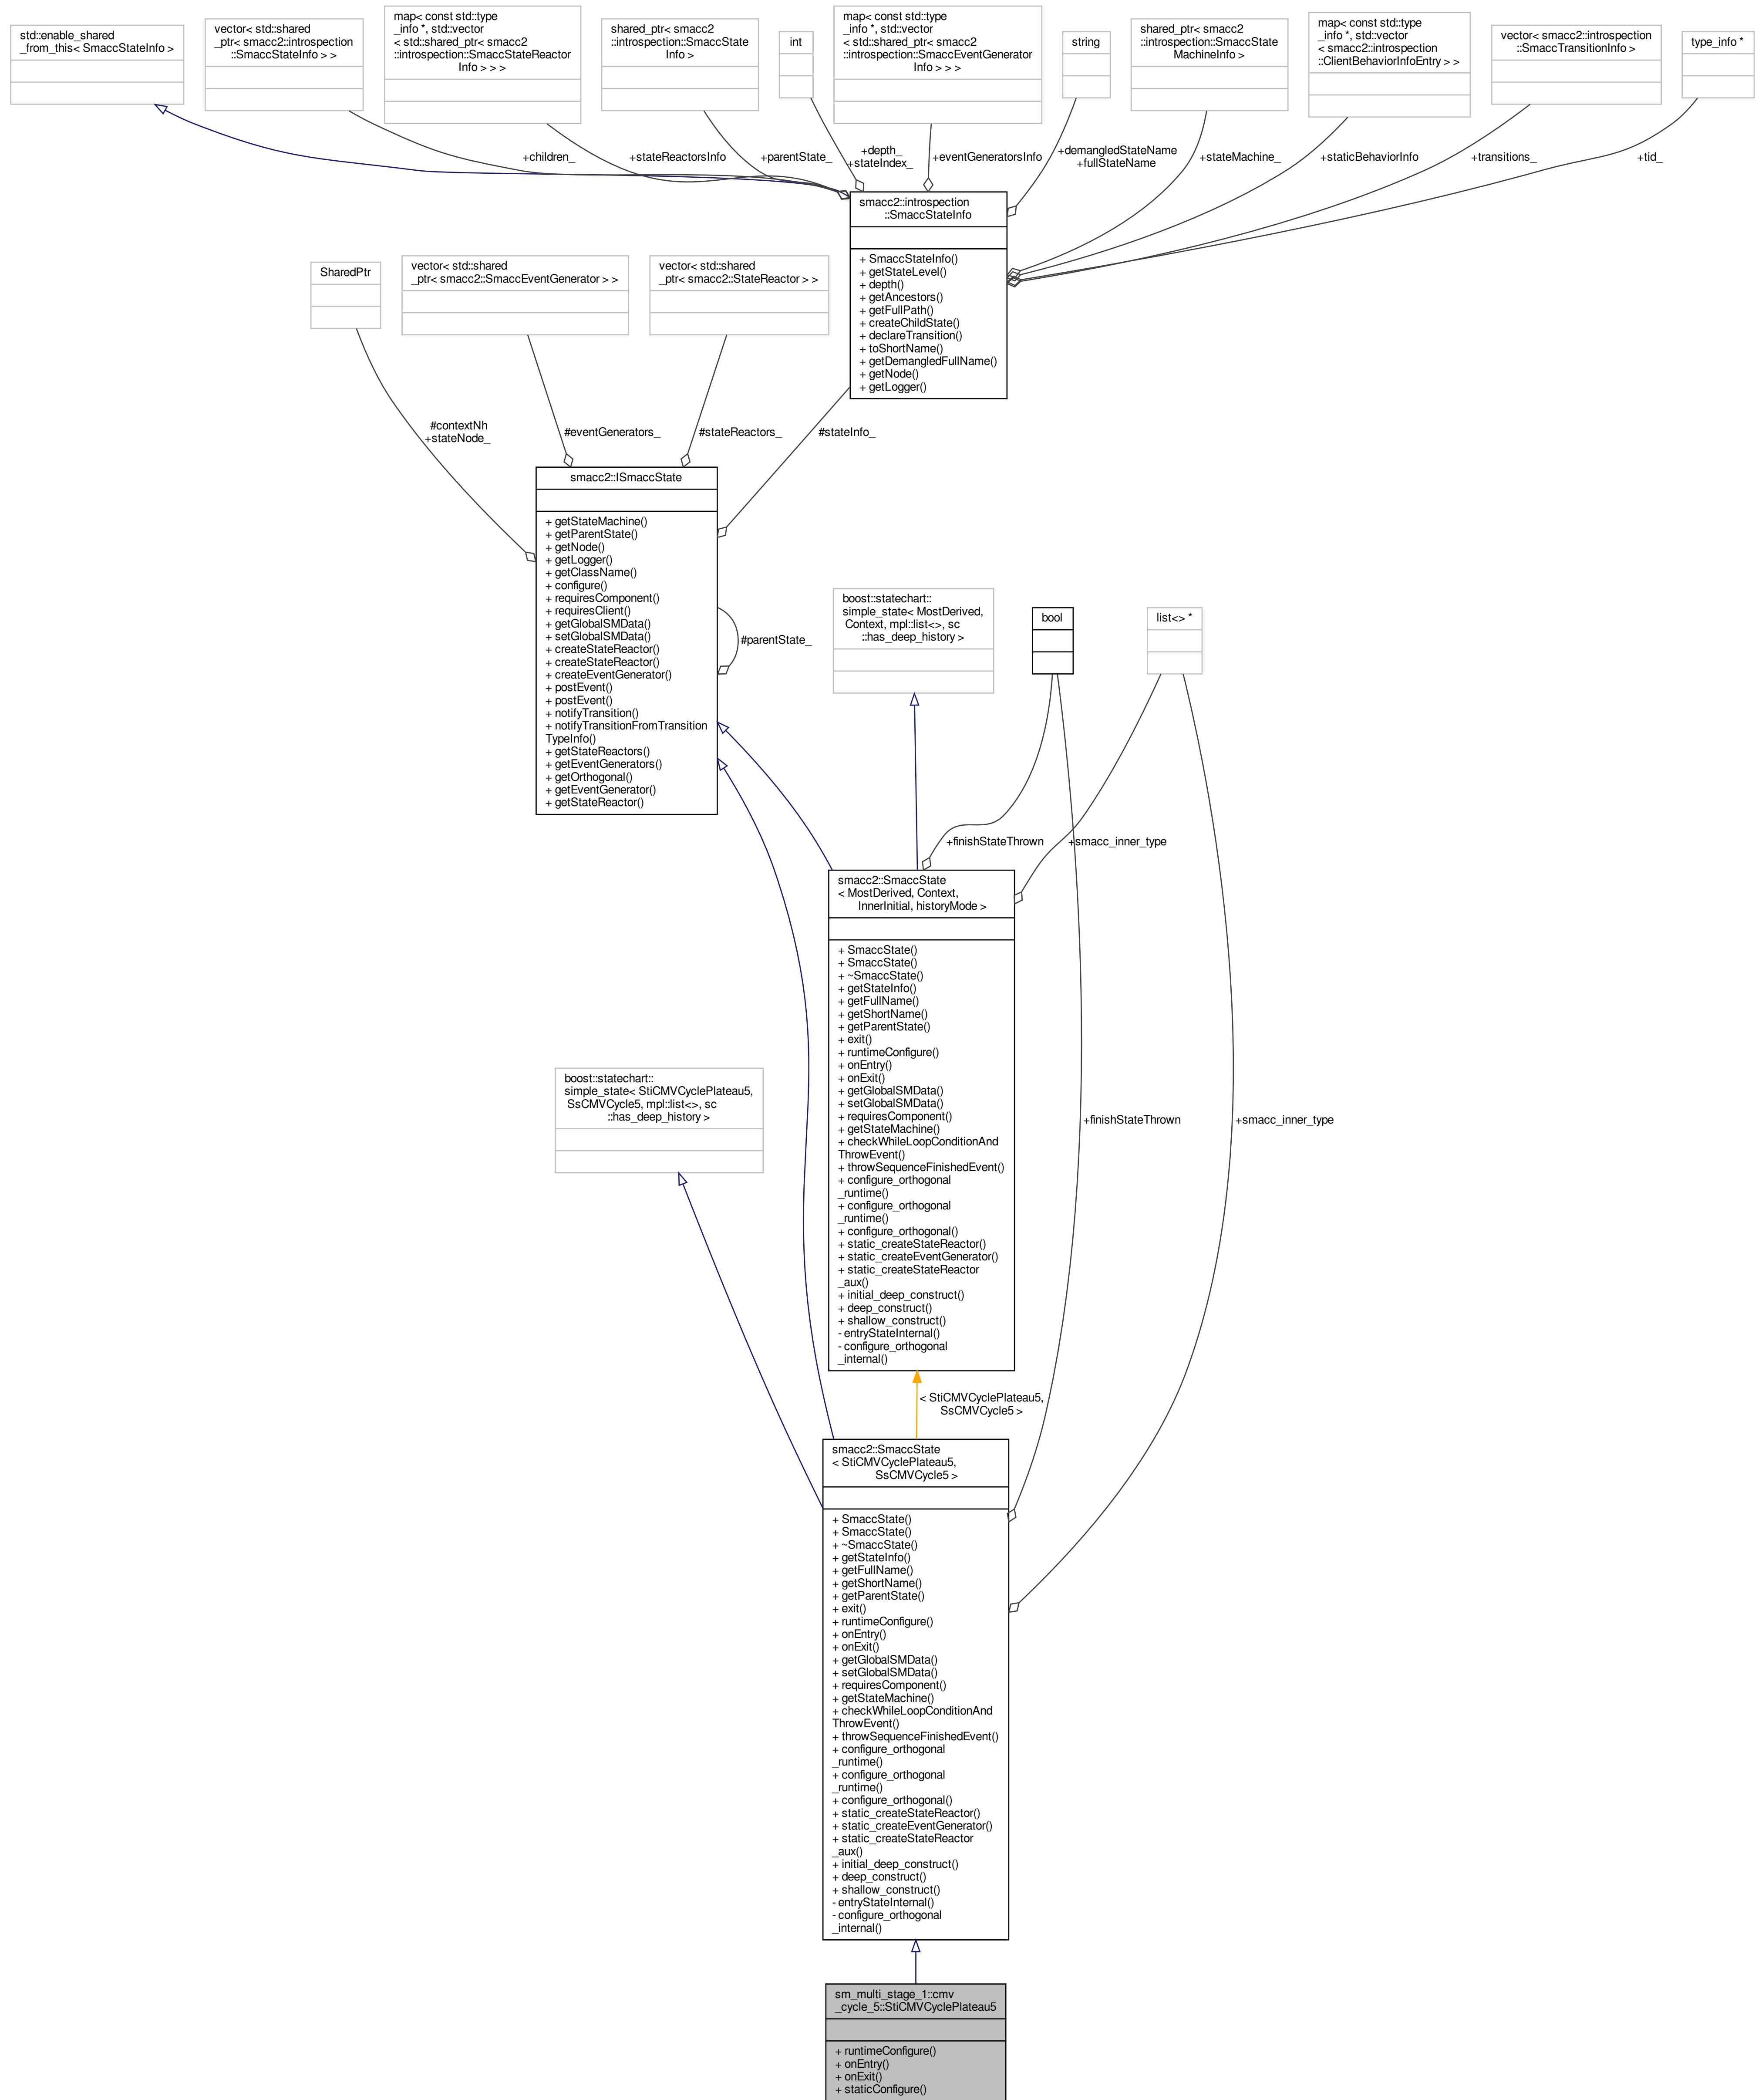 std::enable_shared
_from_this< SmaccStateInfo >
vector< std::shared
_ptr< smacc2::introspection
::SmaccStateInfo > >
map< const std::type
_info *, std::vector
< std::shared_ptr< smacc2
::introspection::SmaccStateReactor
Info > > >
shared_ptr< smacc2
::introspection::SmaccState
Info >
int
map< const std::type
_info *, std::vector
< std::shared_ptr< smacc2
::introspection::SmaccEventGenerator
Info > > >
string
shared_ptr< smacc2
::introspection::SmaccState
MachineInfo >
map< const std::type
_info *, std::vector
< smacc2::introspection
::ClientBehaviorInfoEntry > >
vector< smacc2::introspection
::SmaccTransitionInfo >
type_info *
+children_
+stateReactorsInfo
+parentState_
+depth_
+stateIndex_
+eventGeneratorsInfo
+demangledStateName
+fullStateName
+stateMachine_
+staticBehaviorInfo
+transitions_
+tid_
smacc2::introspection
::SmaccStateInfo
+ SmaccStateInfo()
+ getStateLevel()
+ depth()
+ getAncestors()
+ getFullPath()
+ createChildState()
+ declareTransition()
+ toShortName()
+ getDemangledFullName()
+ getNode()
+ getLogger()
SharedPtr
vector< std::shared
_ptr< smacc2::SmaccEventGenerator > >
vector< std::shared
_ptr< smacc2::StateReactor > >
#contextNh
+stateNode_
#eventGenerators_
#stateReactors_
#stateInfo_
smacc2::ISmaccState
+ getStateMachine()
+ getParentState()
+ getNode()
+ getLogger()
+ getClassName()
+ configure()
+ requiresComponent()
+ requiresClient()
+ getGlobalSMData()
+ setGlobalSMData()
+ createStateReactor()
+ createStateReactor()
+ createEventGenerator()
+ postEvent()
+ postEvent()
+ notifyTransition()
+ notifyTransitionFromTransition
TypeInfo()
+ getStateReactors()
+ getEventGenerators()
+ getOrthogonal()
+ getEventGenerator()
+ getStateReactor()
#parentState_
boost::statechart::
simple_state< MostDerived,
Context, mpl::list<>, sc
::has_deep_history >
bool
list<> *
+finishStateThrown
+smacc_inner_type
smacc2::SmaccState
< MostDerived, Context,
InnerInitial, historyMode >
+ SmaccState()
+ SmaccState()
+ ~SmaccState()
+ getStateInfo()
+ getFullName()
+ getShortName()
+ getParentState()
+ exit()
+ runtimeConfigure()
+ onEntry()
+ onExit()
+ getGlobalSMData()
+ setGlobalSMData()
+ requiresComponent()
+ getStateMachine()
+ checkWhileLoopConditionAnd
ThrowEvent()
+ throwSequenceFinishedEvent()
+ configure_orthogonal
_runtime()
+ configure_orthogonal
_runtime()
+ configure_orthogonal()
+ static_createStateReactor()
+ static_createEventGenerator()
+ static_createStateReactor
_aux()
+ initial_deep_construct()
+ deep_construct()
+ shallow_construct()
- entryStateInternal()
- configure_orthogonal
_internal()
boost::statechart::
simple_state< StiCMVCyclePlateau5,
SsCMVCycle5, mpl::list<>, sc
::has_deep_history >
+finishStateThrown
+smacc_inner_type
< StiCMVCyclePlateau5,
SsCMVCycle5 >
smacc2::SmaccState
< StiCMVCyclePlateau5,
SsCMVCycle5 >
+ SmaccState()
+ SmaccState()
+ ~SmaccState()
+ getStateInfo()
+ getFullName()
+ getShortName()
+ getParentState()
+ exit()
+ runtimeConfigure()
+ onEntry()
+ onExit()
+ getGlobalSMData()
+ setGlobalSMData()
+ requiresComponent()
+ getStateMachine()
+ checkWhileLoopConditionAnd
ThrowEvent()
+ throwSequenceFinishedEvent()
+ configure_orthogonal
_runtime()
+ configure_orthogonal
_runtime()
+ configure_orthogonal()
+ static_createStateReactor()
+ static_createEventGenerator()
+ static_createStateReactor
_aux()
+ initial_deep_construct()
+ deep_construct()
+ shallow_construct()
- entryStateInternal()
- configure_orthogonal
_internal()
sm_multi_stage_1::cmv
_cycle_5::StiCMVCyclePlateau5
+ runtimeConfigure()
+ onEntry()
+ onExit()
+ staticConfigure()